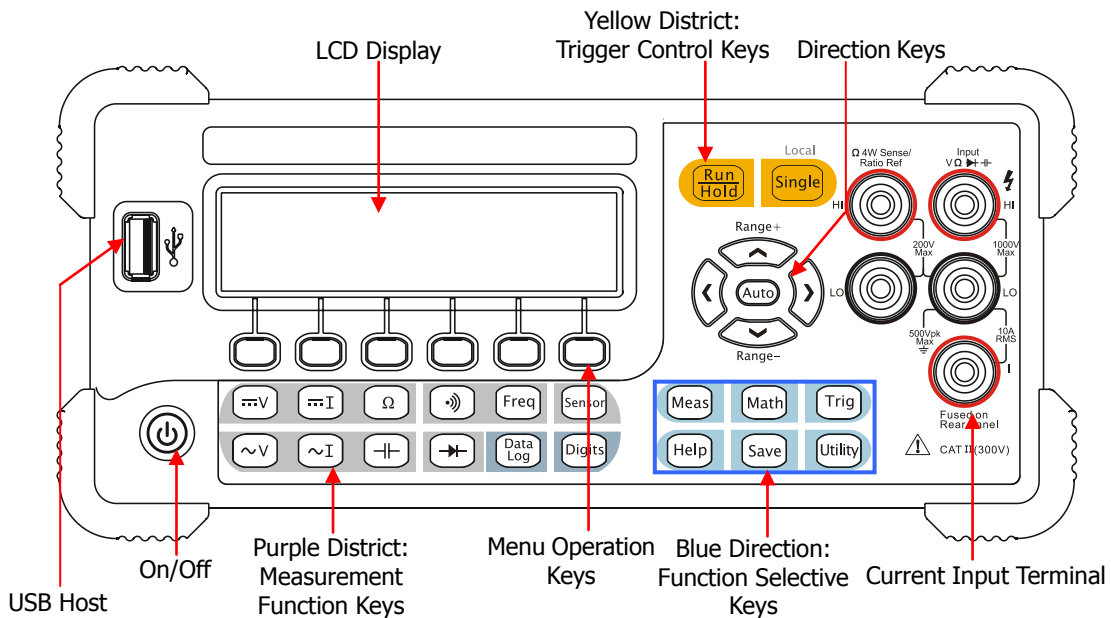 Yellow District:
Trigger Control Keys
LCD Display
Direction Keys
Local
Run
Hold
Single
Ω 4W Sense/
Ratio Ref
Input
V Ω
HI
HI
Range+
200V
Max
1000V
Max
Auto
LO
LO
Range−
500Vpk
Max
10A
RMS
I
Fused on
Rear Panel
CAT II (300V)
V
I
Ω
Freq
Sensor
~V
~I
Data
Log
Digits
Meas
Math
Trig
Help
Save
Utility
USB Host
On/Off
Purple District:
Measurement
Function Keys
Menu Operation
Keys
Blue Direction:
Function Selective
Keys
Current Input Terminal